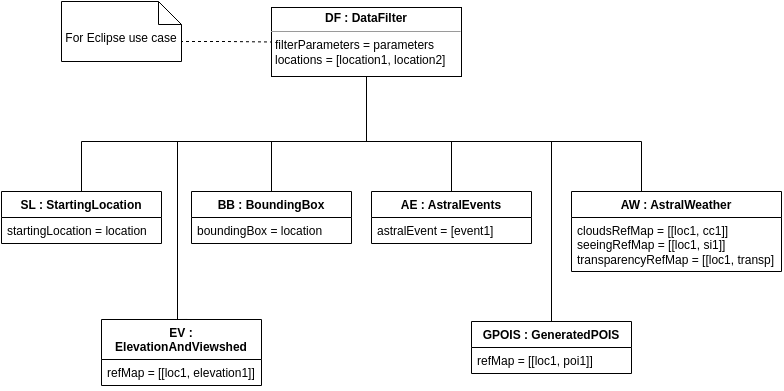 For Eclipse use case
DF : DataFilter
filterParameters = parameters
locations = [location1, location2]
SL : StartingLocation
startingLocation = location
BB : BoundingBox
boundingBox = location
AE : AstralEvents
astralEvent = [event1]
AW : AstralWeather
cloudsRefMap = [[loc1, cc1]]
seeingRefMap = [[loc1, si1]]
transparencyRefMap = [[loc1, transp]
EV :
ElevationAndViewshed
refMap = [[loc1, elevation1]]
GPOIS : GeneratedPOIS
refMap = [[loc1, poi1]]